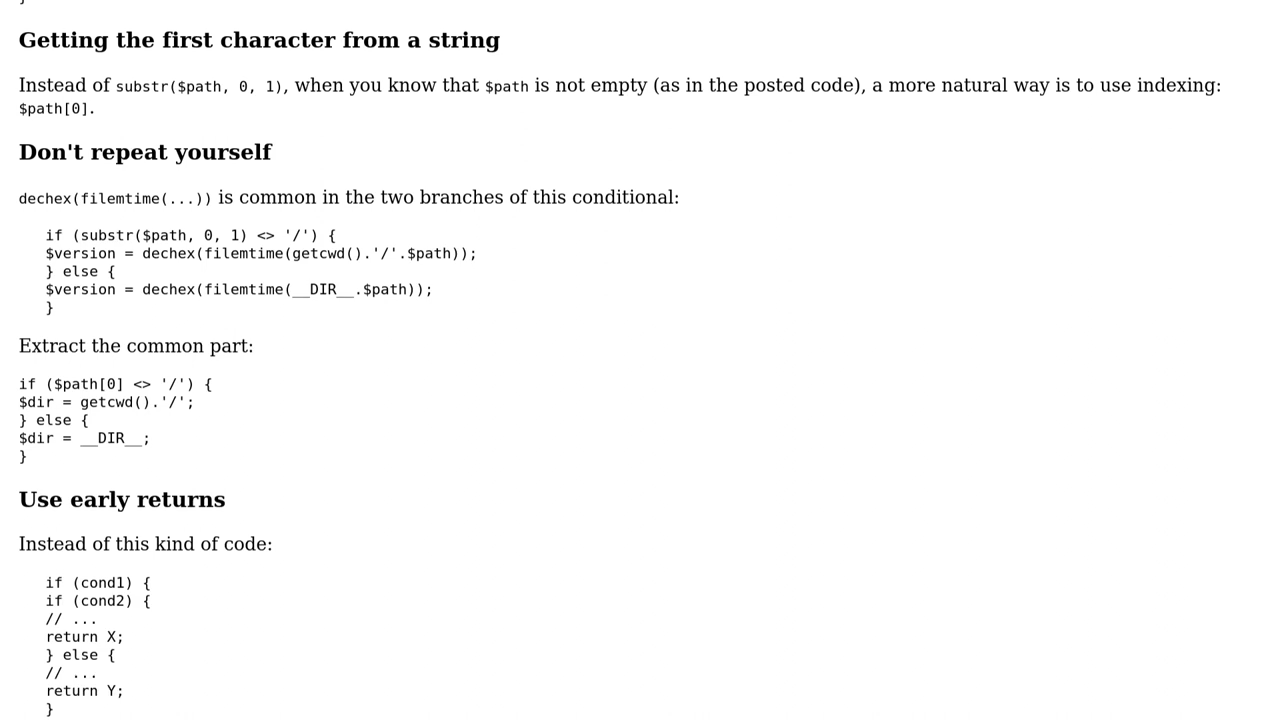 }
Getting the first character from a string
Instead of substr($path, 0, 1), when you know that $path is not empty (as in the posted code), a more natural way is to use indexing:
$path[0].
Don't repeat yourself
dechex(filemtime(...)) is common in the two branches of this conditional:
if (substr($path, 0, 1) <> '/') {
$version = dechex(filemtime(getcwd().'/'.$path));
} else {
$version = dechex(filemtime(__DIR__.$path));
}
Extract the common part:
if ($path[0] <> '/') {
$dir = getcwd().'/';
} else {
$dir = __DIR__;
}
Use early returns
Instead of this kind of code:
if (cond1) {
if (cond2) {
// ...
return X;
} else {
// ...
return Y;
}